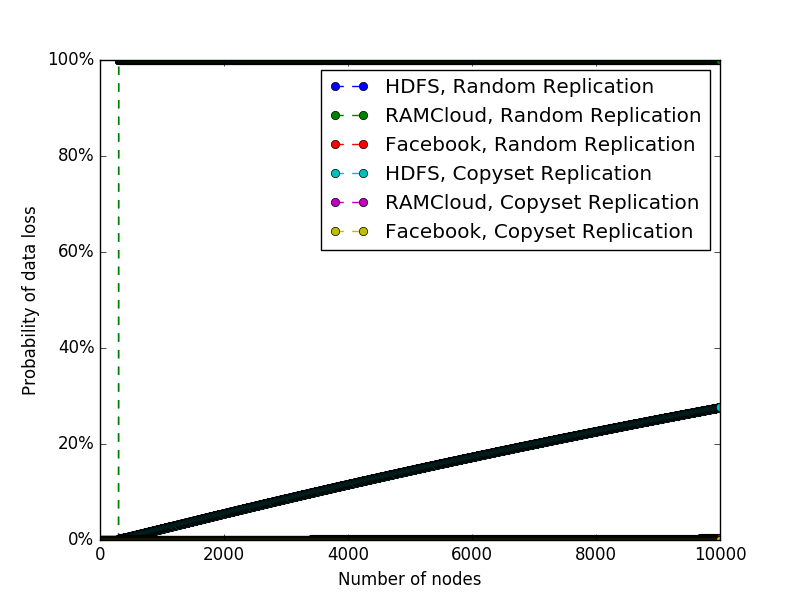 100%
80%
60%
40%
20%
0%
Probability of data loss
HDFS, Random Replication
RAMCloud, Random Replication
Facebook, Random Replication
HDFS, Copyset Replication
RAMCloud, Copyset Replication
Facebook, Copyset Replication
0 2000 4000 6000 8000 10000
Number of nodes